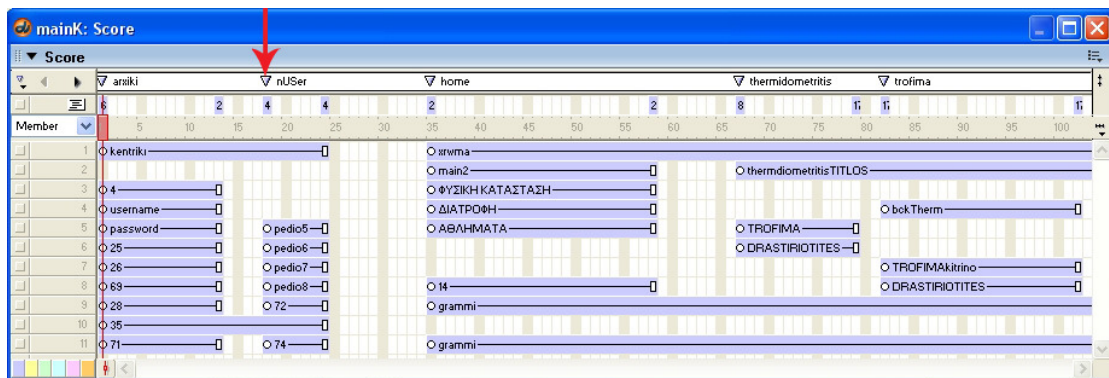 mainK: Score
Score
arxiki nUSer home thermidometritis trofima
6 2 4 4 2 2 8 1 1 1
Member 5 10 15 20 25 30 35 40 45 50 55 60 65 70 75 80 85 90 95 100
1 kentriki xrwma
2 main2 thermdiometritisTITLOS
3 4 ΦΥΣΙΚΗ ΚΑΤΑΣΤΑΣΗ
4 username ΔΙΑΤΡΟΦΗ bckTherm
5 password pedio5 ΑΘΛΗΜΑΤΑ TROFIMA
6 25 pedio6 DRASTIRIOTITES
7 26 pedio7 TROFIMAkitrino
8 69 pedio8 14 DRASTIRIOTITES
9 28 72 grammi
10 35
11 71 74 grammi